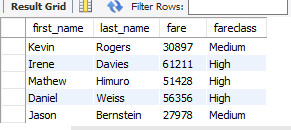 Result Grid Filter Rows:
first_name last_name fare fareclass
Kevin Rogers 30897 Medium
Irene Davies 61211 High
Mathew Himuro 51428 High
Daniel Weiss 56356 High
Jason Bernstein 27978 Medium